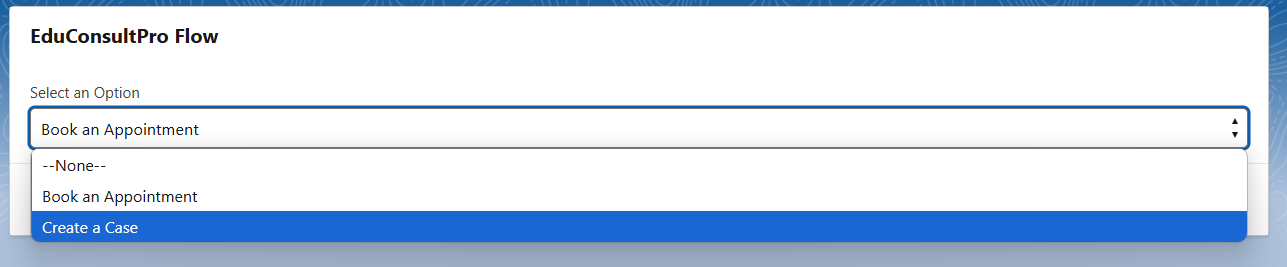 EduConsultPro Flow
Select an Option
Book an Appointment
--None--
Book an Appointment
Create a Case